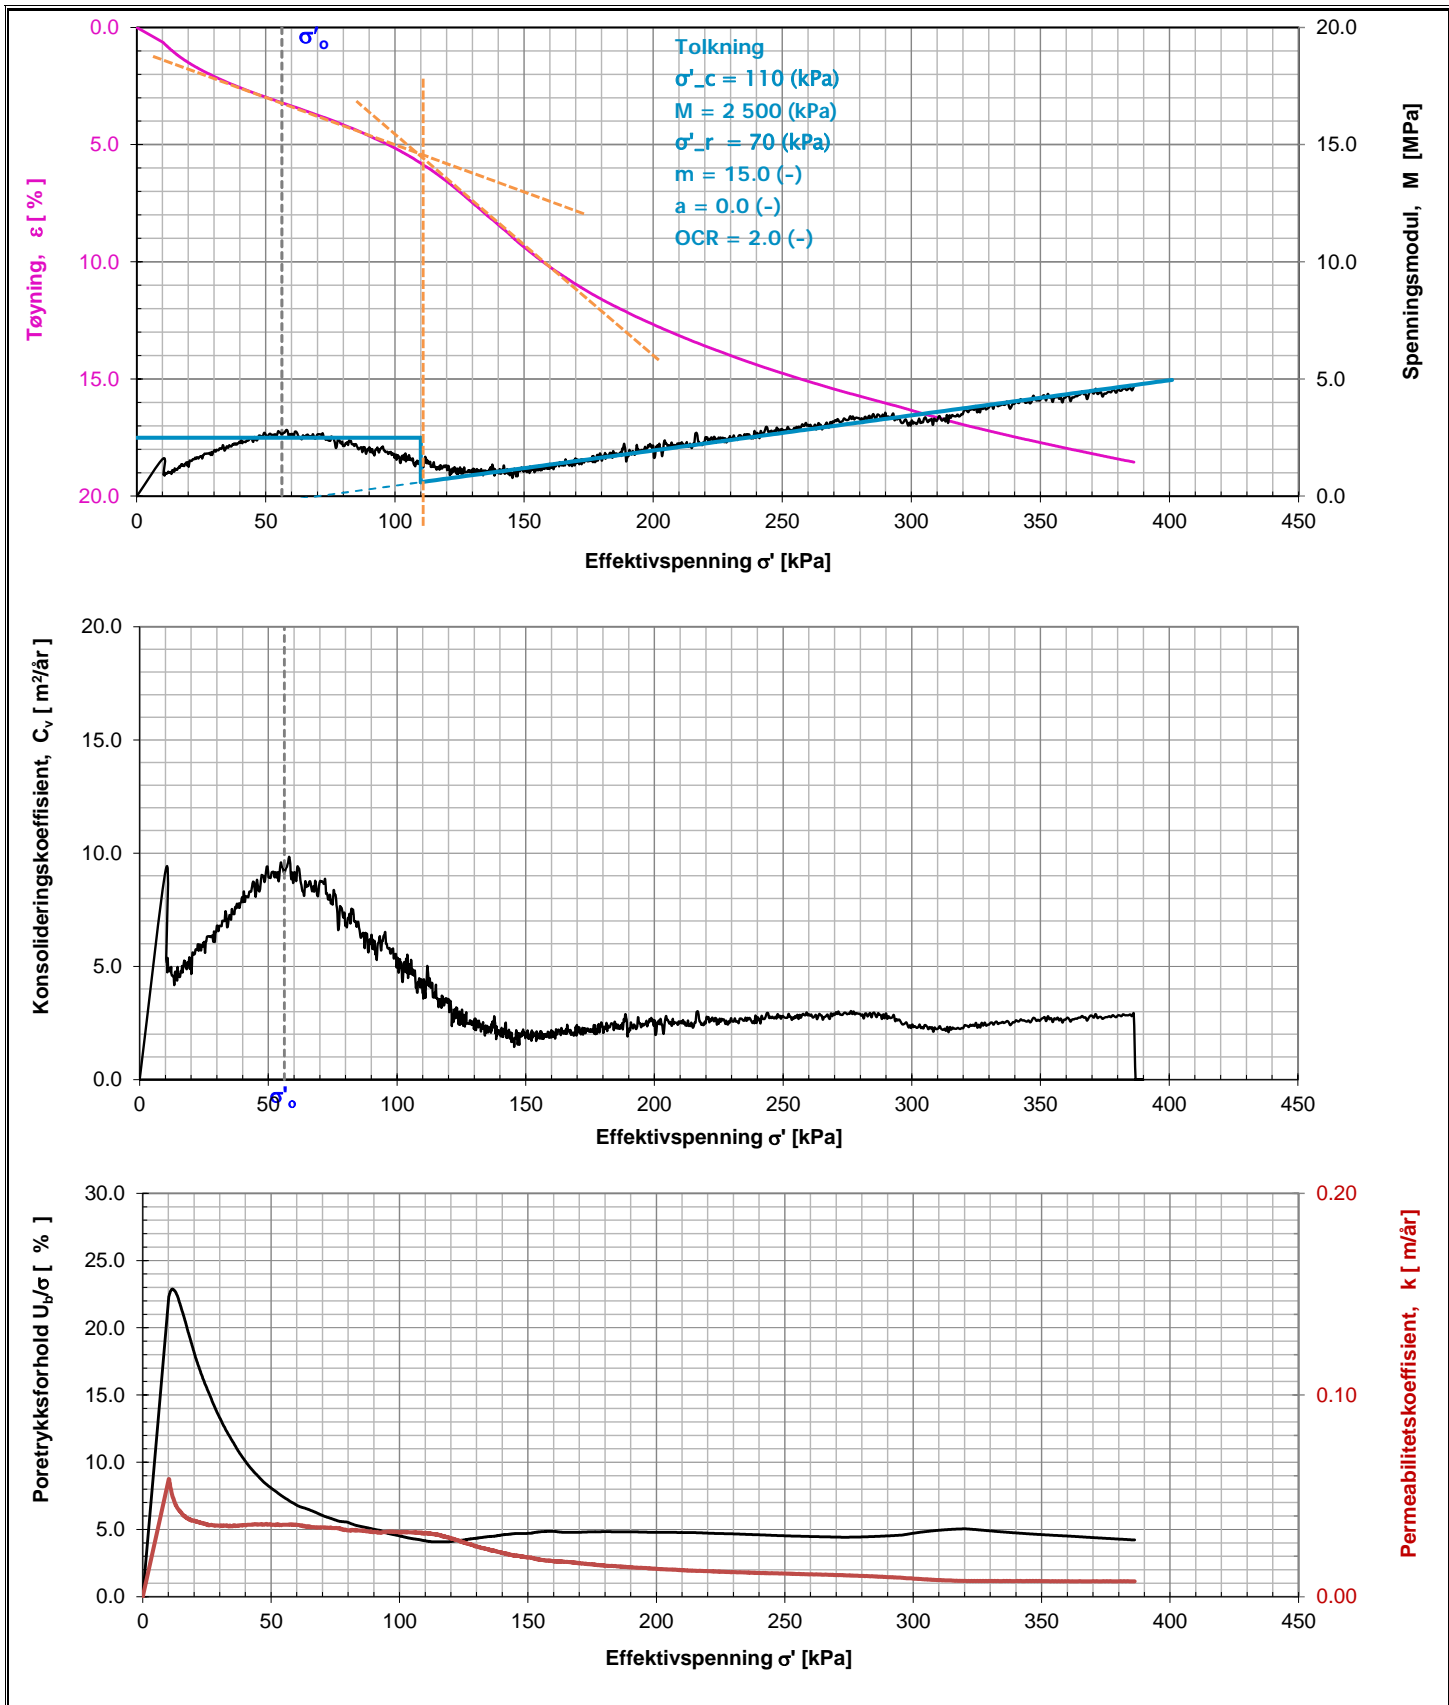 0.0
5.0
10.0
15.0
20.0
Tøyning, ε [ % ]
σ'o
Tolkning
σ'_c = 110 (kPa)
M = 2 500 (kPa)
σ'_r = 70 (kPa)
m = 15.0 (-)
a = 0.0 (-)
OCR = 2.0 (-)
20.0
15.0
10.0
5.0
0.0
Spenningsmodul, M [MPa]
0 50 100 150 200 250 300 350 400 450
Effektivspenning σ' [kPa]
20.0
15.0
10.0
5.0
0.0
Konsolideringskoeffisient, Cv [ m²/år ]
0 50 100 150 200 250 300 350 400 450
σ'o
Effektivspenning σ' [kPa]
30.0
25.0
20.0
15.0
10.0
5.0
0.0
Poretrykksforhold Ub/σ [ % ]
0.20
0.10
0.00
Permeabilitetskoeffisient, k [ m/år]
0 50 100 150 200 250 300 350 400 450
Effektivspenning σ' [kPa]